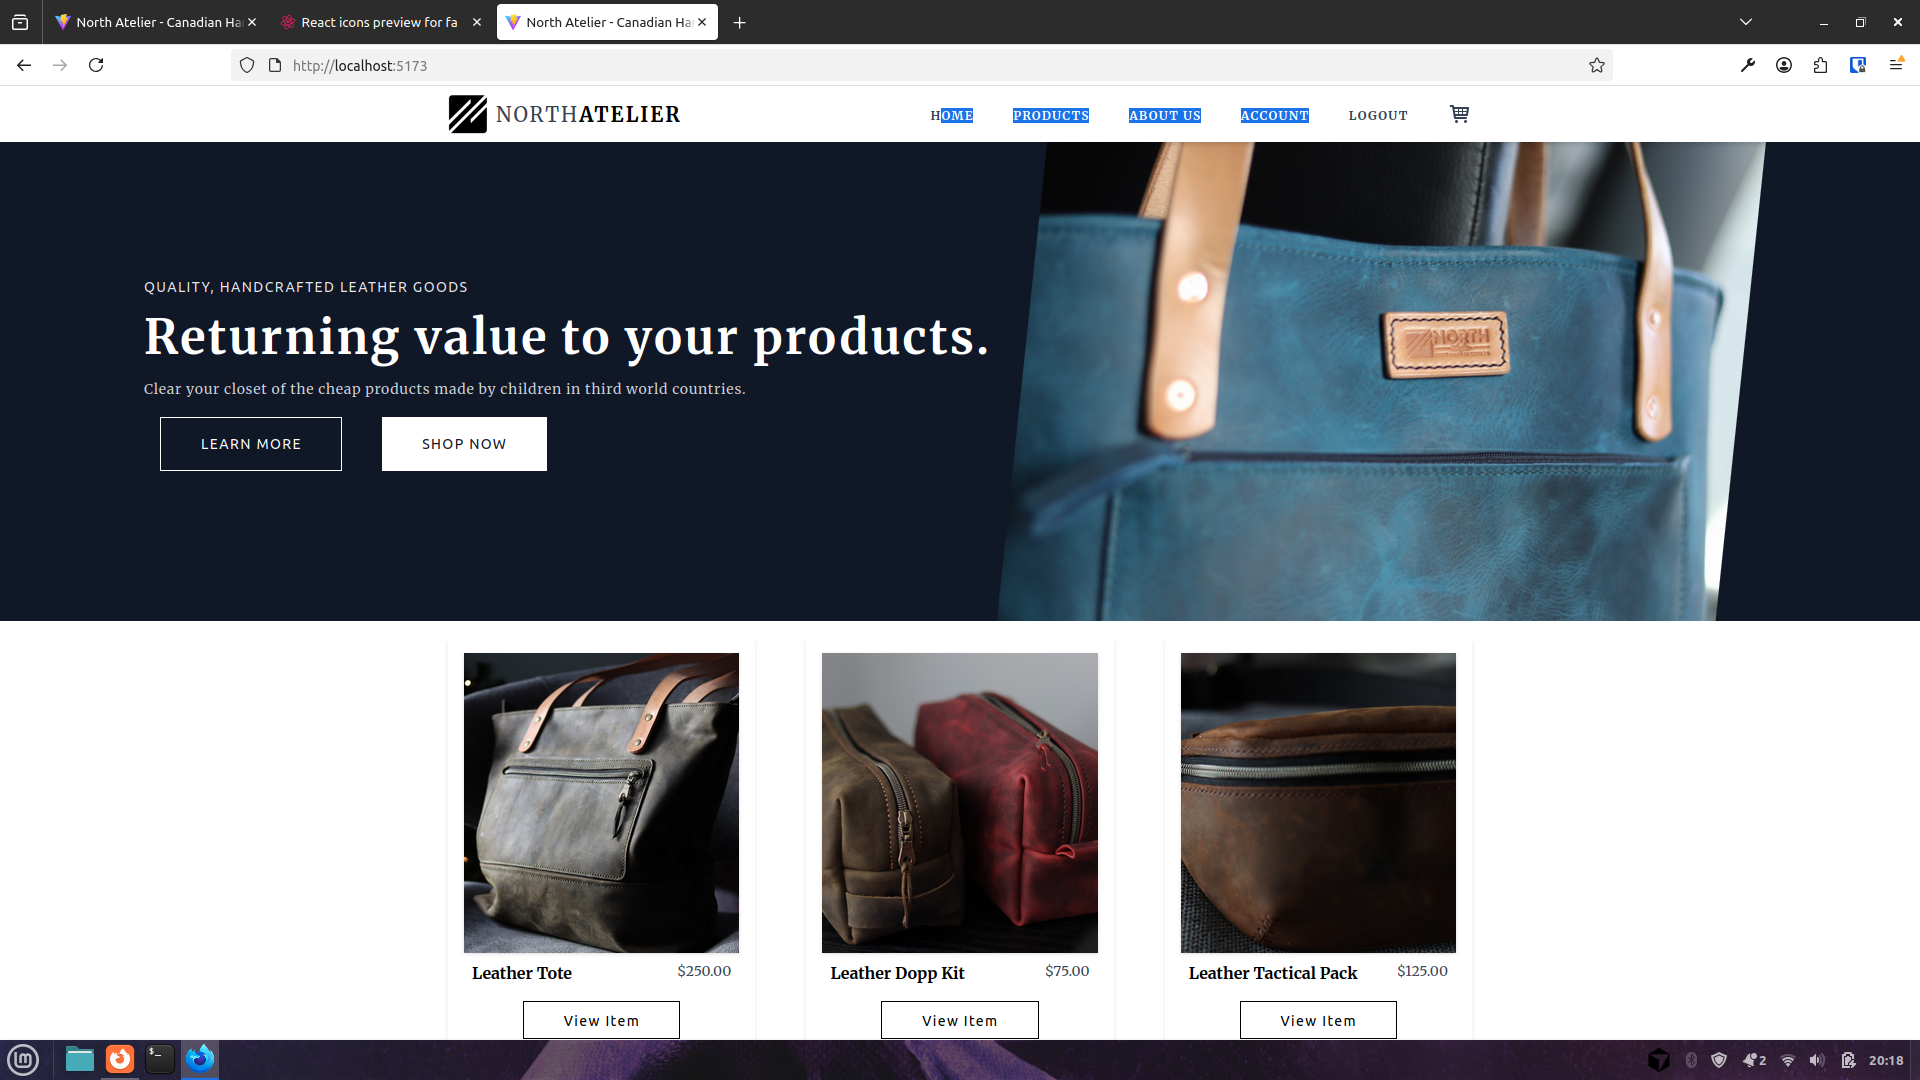 North Atelier - Canadian Ha
React icons preview for fa
North Atelier - Canadian Ha
http://localhost:5173
NORTHATELIER
HOME
PRODUCTS
ABOUT US
ACCOUNT
LOGOUT
QUALITY, HANDCRAFTED LEATHER GOODS
Returning value to your products.
Clear your closet of the cheap products made by children in third world countries.
LEARN MORE
SHOP NOW
NORTH
Leather Tote
$250.00
View Item
Leather Dopp Kit
$75.00
View Item
Leather Tactical Pack
$125.00
View Item
lm
$_
2
20:18